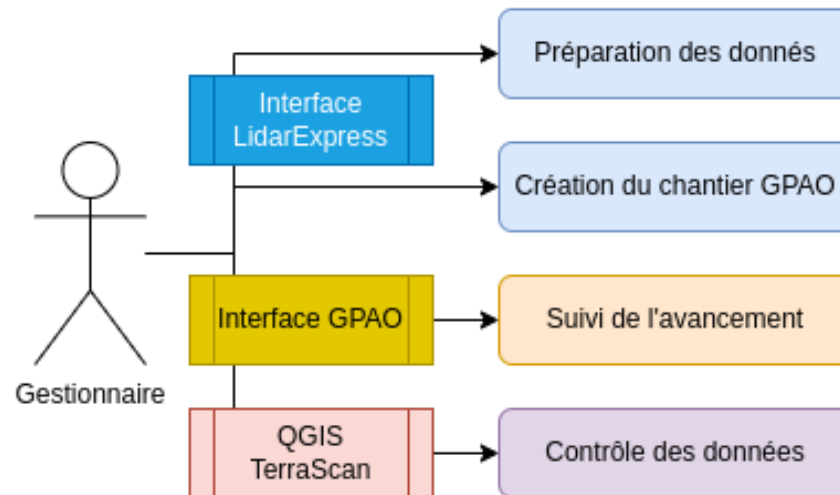 Préparation des donnés
Interface
LidarExpress
Création du chantier GPAO
Interface GPAO
Suivi de l'avancement
Gestionnaire
QGIS
TerraScan
Contrôle des données